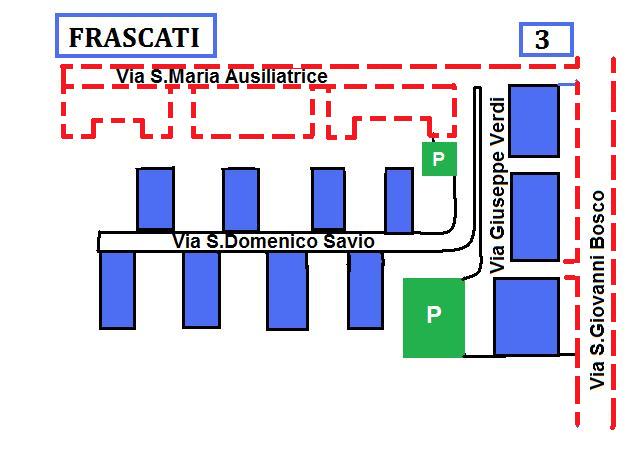 FRASCATI
3
Via S.Maria Ausiliatrice
P
Via Giuseppe Verdi
Via S.Domenico Savio
Via S.Giovanni Bosco
P